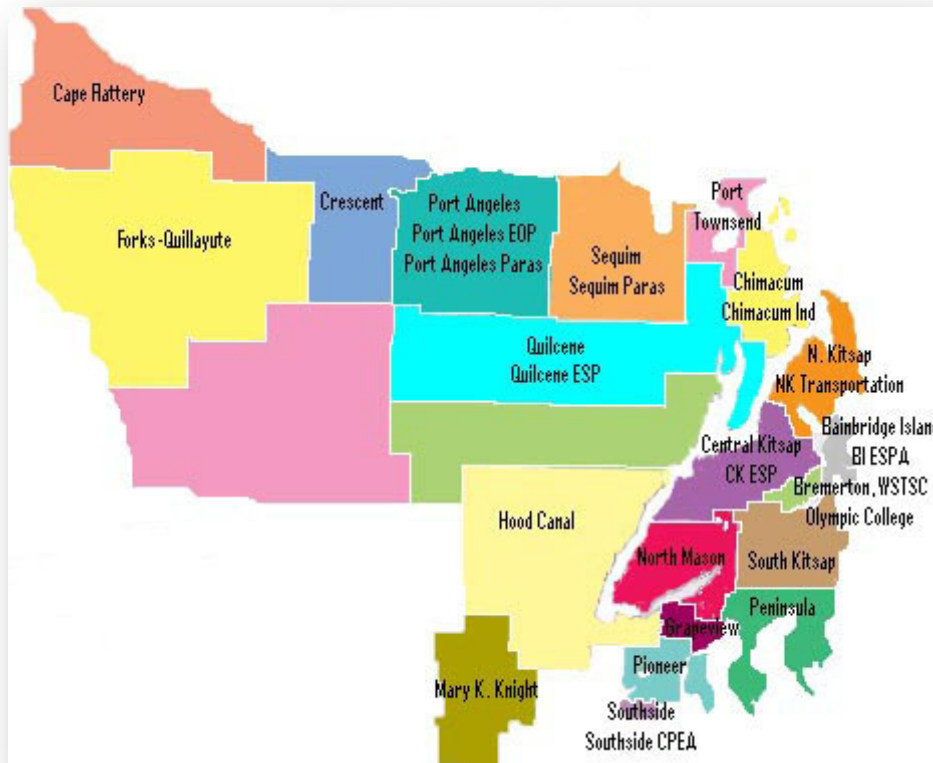 Cape Flattery
Forks-Quillayute
Crescent
Port Angeles
Port Angeles EOP
Port Angeles Paras
Sequim
Sequim Paras
Port
Townsend
Chimacum
Chimacum Ind
Quilcene
Quilcene ESP
N. Kitsap
NK Transportation
Bainbridge Islan
BI ESPA
Central Kitsap
CK ESP
Bremerton, WSTSC
Olympic College
Hood Canal
North Mason
South Kitsap
Peninsula
Grapeview
Pioneer
Mary K. Knight
Southside
Southside CPEA